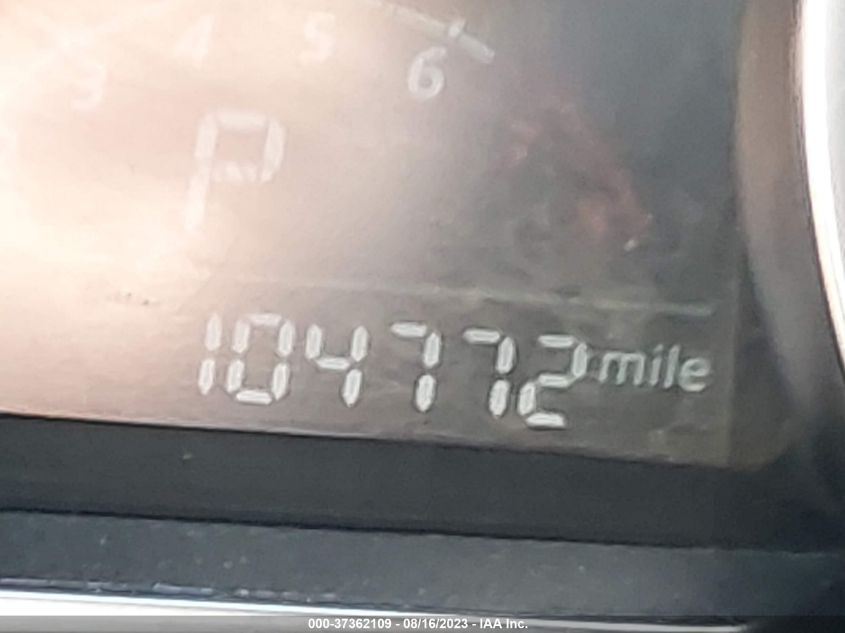 3 4 5 6
P
104772 mile
000-37362109 - 08/16/2023 - IAA Inc.